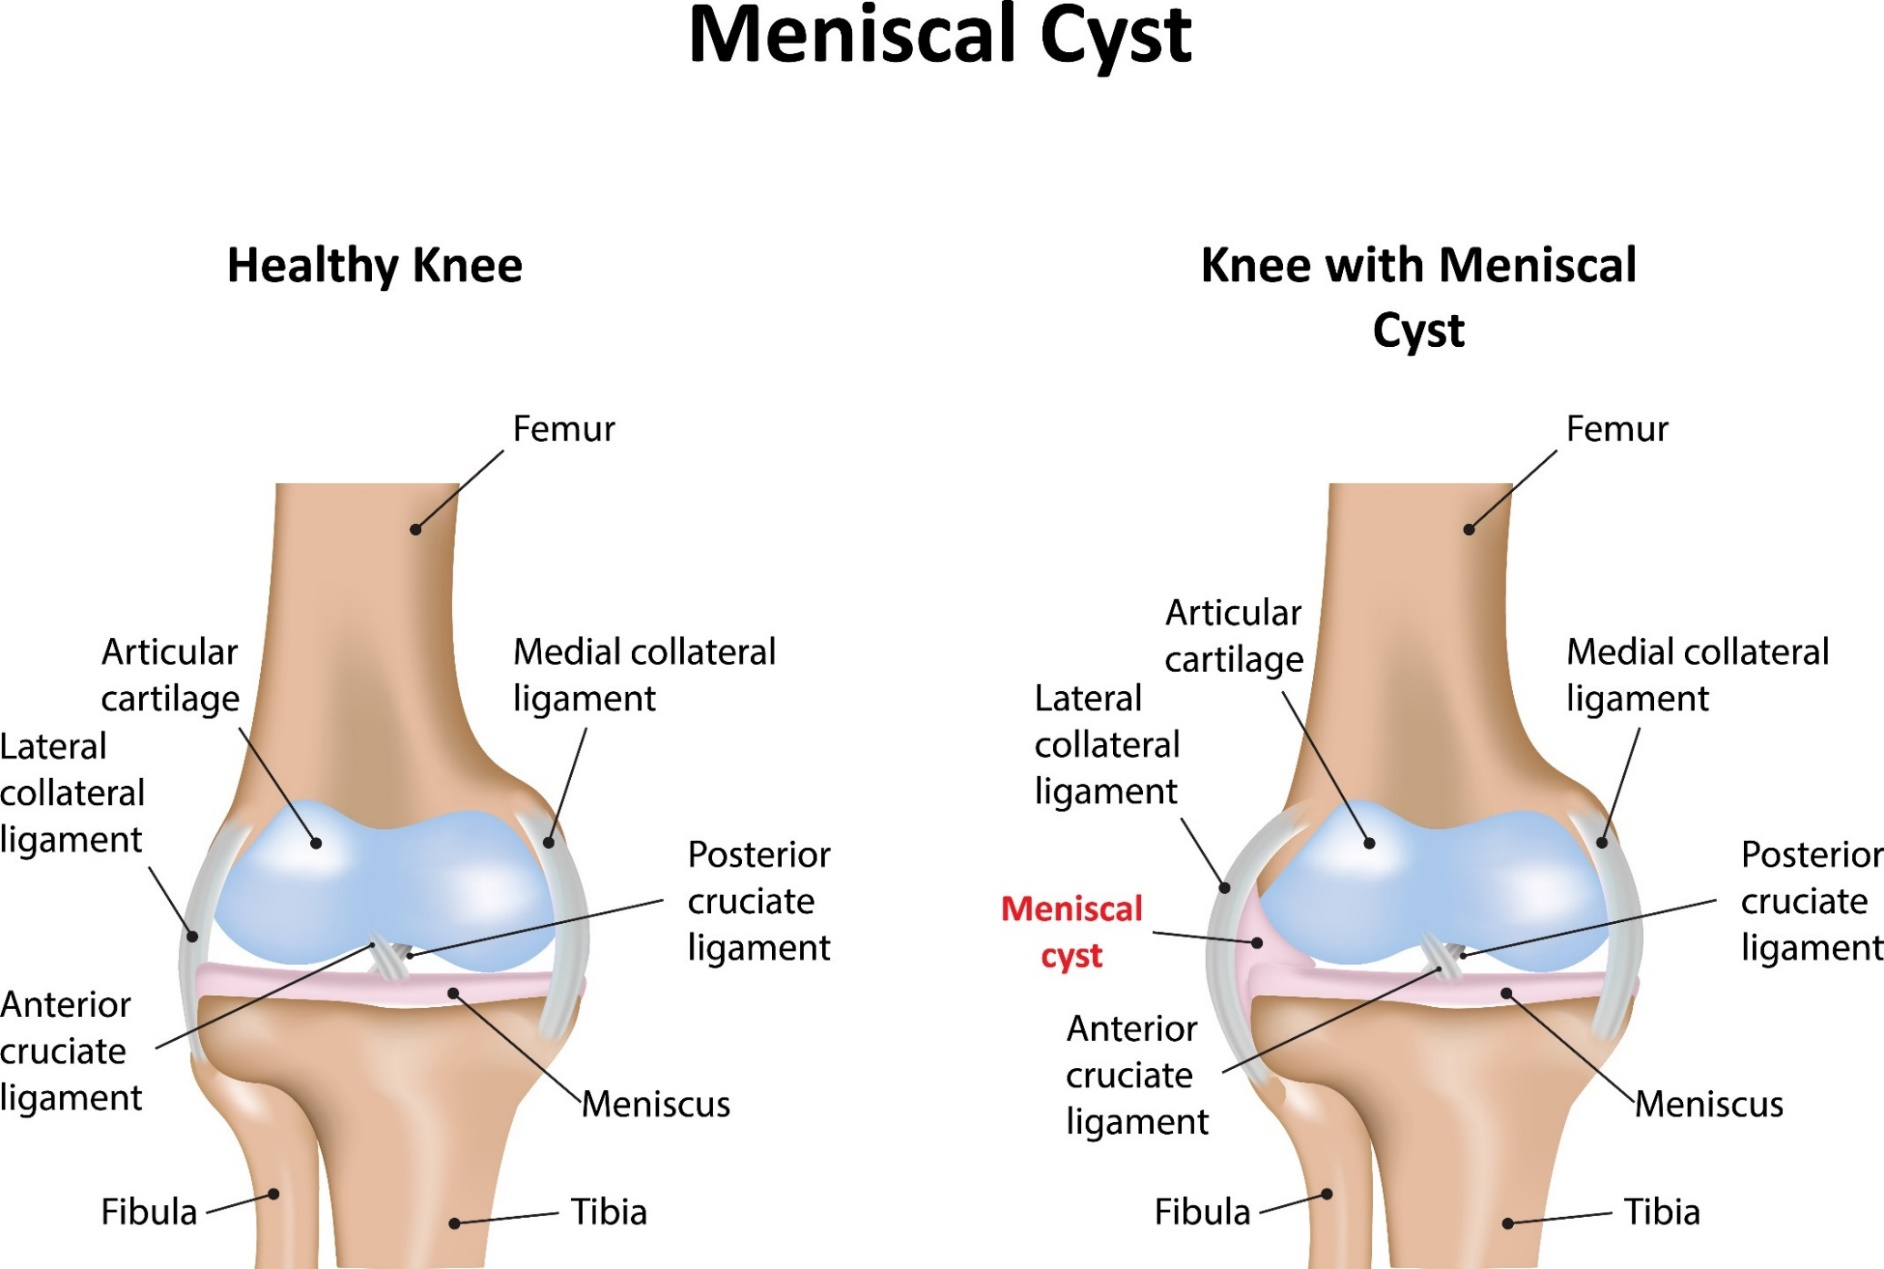 Meniscal Cyst
Healthy Knee
Femur
Articular
cartilage
Medial collateral
ligament
Lateral
collateral
ligament
Posterior
cruciate
ligament
Anterior
cruciate
ligament
Meniscus
Fibula
Tibia
Knee with Meniscal
Cyst
Femur
Articular
cartilage
Medial collateral
ligament
Lateral
collateral
ligament
Posterior
cruciate
ligament
Meniscal
cyst
Anterior
cruciate
ligament
Meniscus
Fibula
Tibia